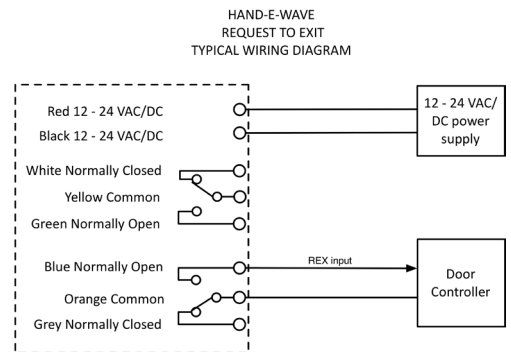 HAND-E-WAVE
REQUEST TO EXIT
TYPICAL WIRING DIAGRAM
Red 12 - 24 VAC/DC
Black 12 - 24 VAC/DC
12 - 24 VAC/
DC power
supply
White Normally Closed
Yellow Common
Green Normally Open
Blue Normally Open
REX input
Orange Common
Grey Normally Closed
Door
Controller